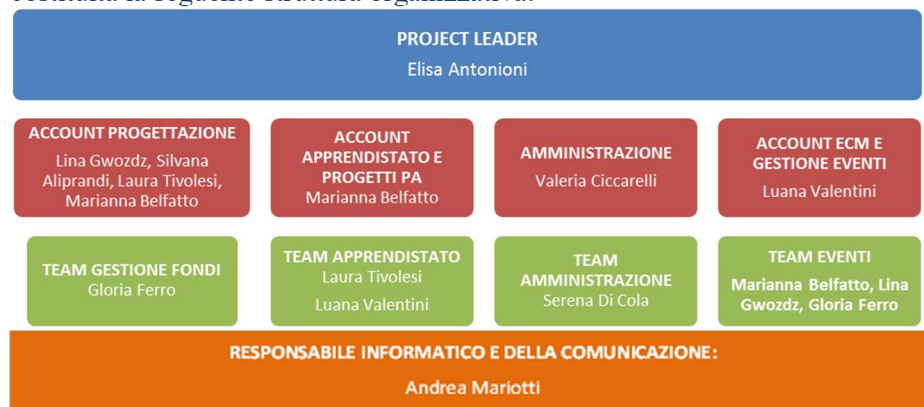 PROJECT LEADER
Elisa Antonioni
ACCOUNT PROGETTAZIONE
Lina Gwozdz, Silvana
Aliprandi, Laura Tivolesi,
Marianna Belfatto
ACCOUNT
APPRENDISTATO E
PROGETTI PA
Marianna Belfatto
AMMINISTRAZIONE
Valeria Ciccarelli
ACCOUNT ECM E
GESTIONE EVENTI
Luana Valentini
TEAM GESTIONE FONDI
Gloria Ferro
TEAM APPRENDISTATO
Laura Tivolesi
Luana Valentini
TEAM
AMMINISTRAZIONE
Serena Di Cola
TEAM EVENTI
Marianna Belfatto, Lina
Gwozdz, Gloria Ferro
RESPONSABILE INFORMATICO E DELLA COMUNICAZIONE:
Andrea Mariotti